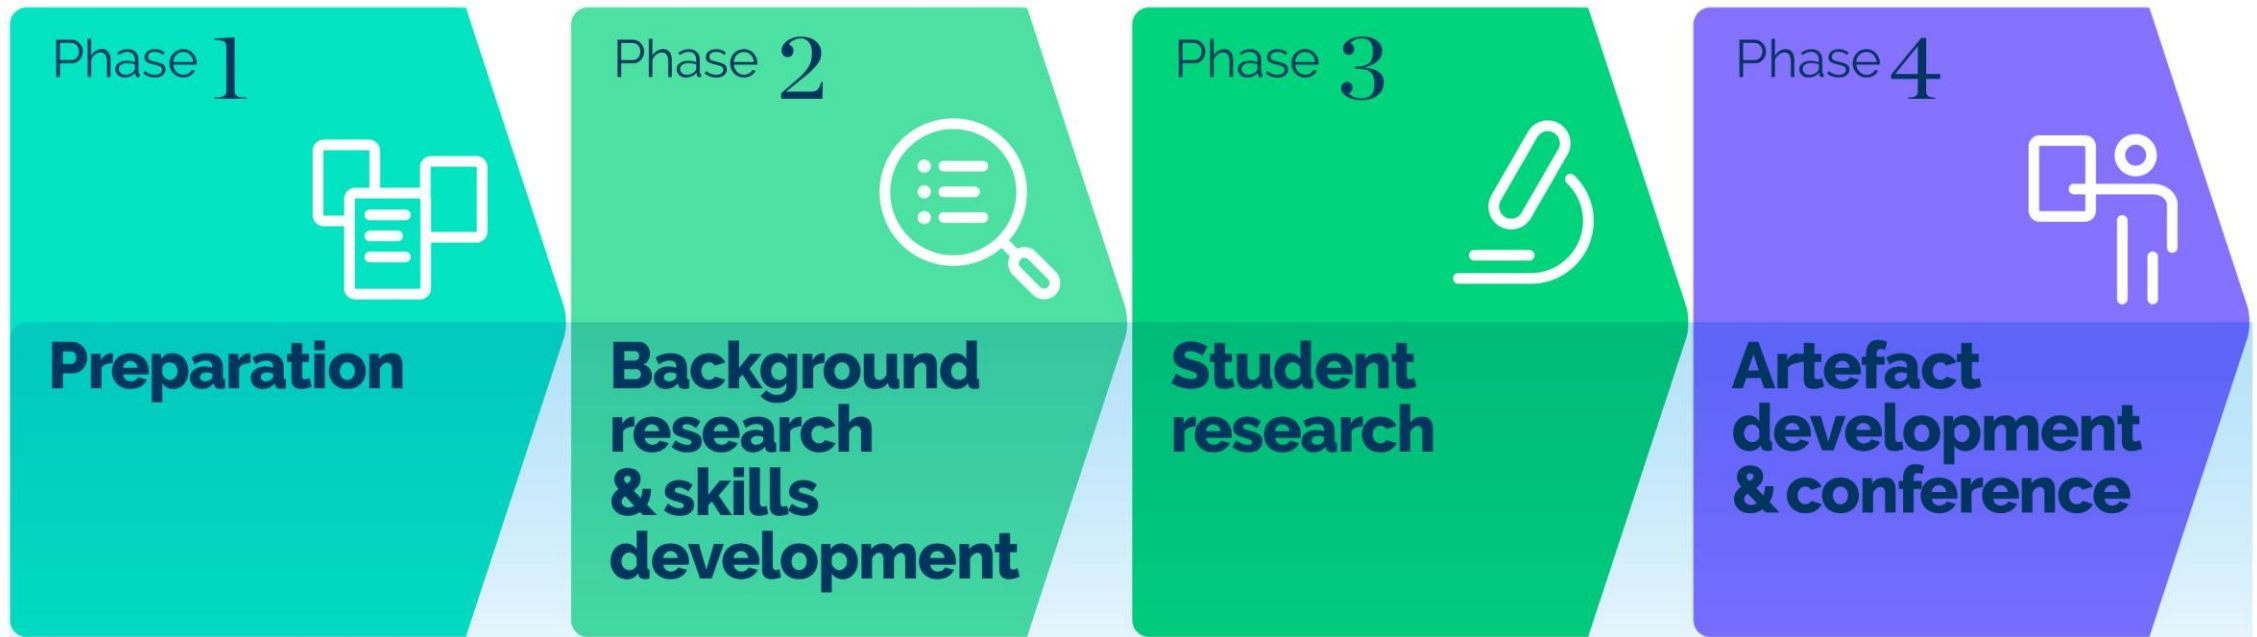 Phase 1
Preparation
Phase 2
Background
research
& skills
development
Phase 3
Student
research
Phase 4
Artefact
development
& conference